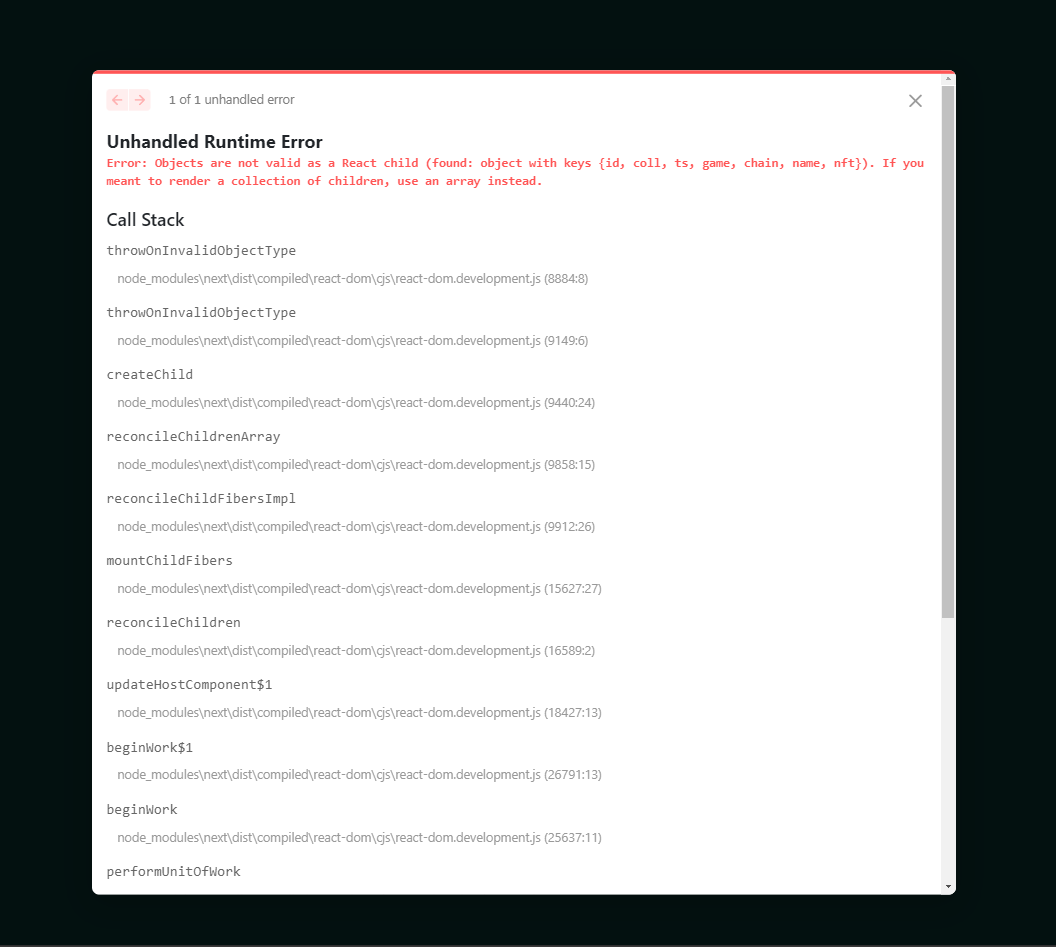 1 of 1 unhandled error
Unhandled Runtime Error
Error: Objects are not valid as a React child (found: object with keys {id, coll, ts, game, chain, name, nft}). If you
meant to render a collection of children, use an array instead.
Call Stack
throwOnInvalidObjectType
node_modules\next\dist\compiled\react-dom\cjs\react-dom.development.js (8884:8)
throwOnInvalidObjectType
node_modules\next\dist\compiled\react-dom\cjs\react-dom.development.js (9149:6)
createChild
node_modules\next\dist\compiled\react-dom\cjs\react-dom.development.js (9440:24)
reconcileChildrenArray
node_modules\next\dist\compiled\react-dom\cjs\react-dom.development.js (9858:15)
reconcileChildFibersImpl
node_modules\next\dist\compiled\react-dom\cjs\react-dom.development.js (9912:26)
mountChildFibers
node_modules\next\dist\compiled\react-dom\cjs\react-dom.development.js (15627:27)
reconcileChildren
node_modules\next\dist\compiled\react-dom\cjs\react-dom.development.js (16589:2)
updateHostComponent$1
node_modules\next\dist\compiled\react-dom\cjs\react-dom.development.js (18427:13)
beginWork$1
node_modules\next\dist\compiled\react-dom\cjs\react-dom.development.js (26791:13)
beginWork
node_modules\next\dist\compiled\react-dom\cjs\react-dom.development.js (25637:11)
performUnitOfWork